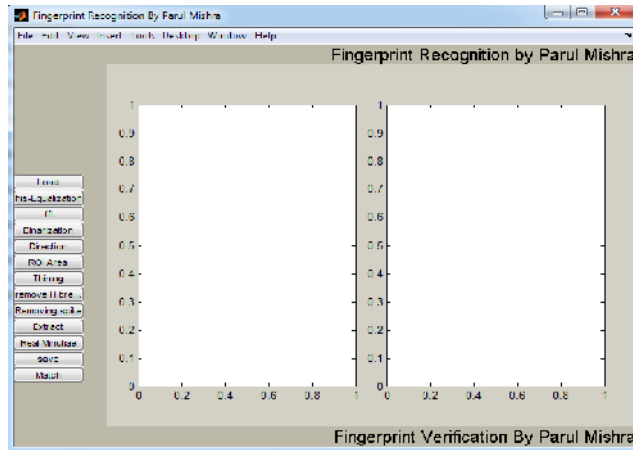 Fingerprint Recognition By Parul Mishra
File Edit View Insert Tools Desktop Window Help
Fingerprint Recognition by Parul Mishra
1 1
0.9 0.9
0.8 0.8
0.7 0.7
0.6 0.6
0.5 0.5
0.4 0.4
0.3 0.3
0.2 0.2
0.1 0.1
0 0
0 0.2 0.4 0.6 0.8 1 0 0.2 0.4 0.6 0.8 1
Load
his-Equalization
fft
Binarization
Direction
ROI Area
Thining
remove H bre...
Removing spike
Extract
Real Minutiae
save
Match
Fingerprint Verification By Parul Mishra